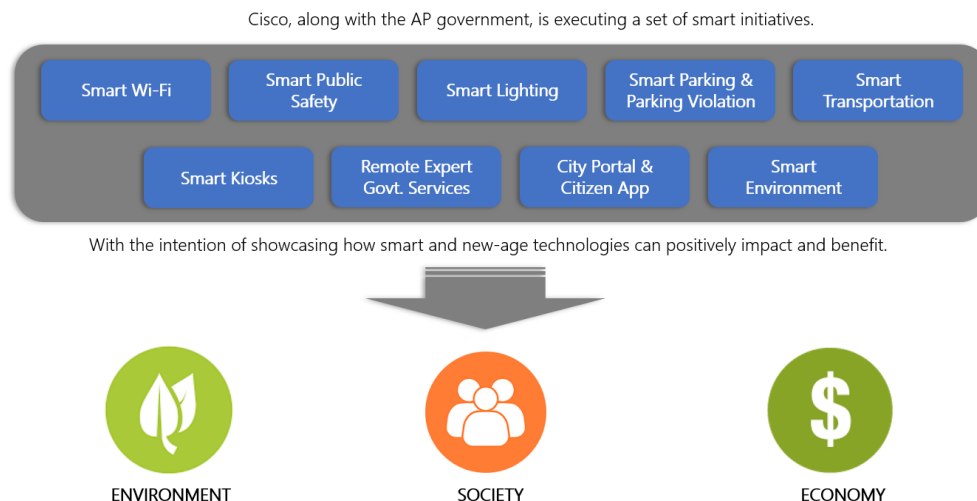 Cisco, along with the AP government, is executing a set of smart initiatives.
Smart Wi-Fi
Smart Public
Safety
Smart Lighting
Smart Parking &
Parking Violation
Smart
Transportation
Smart Kiosks
Remote Expert
Govt. Services
City Portal &
Citizen App
Smart
Environment
With the intention of showcasing how smart and new-age technologies can positively impact and benefit.
$
ENVIRONMENT
SOCIETY
ECONOMY